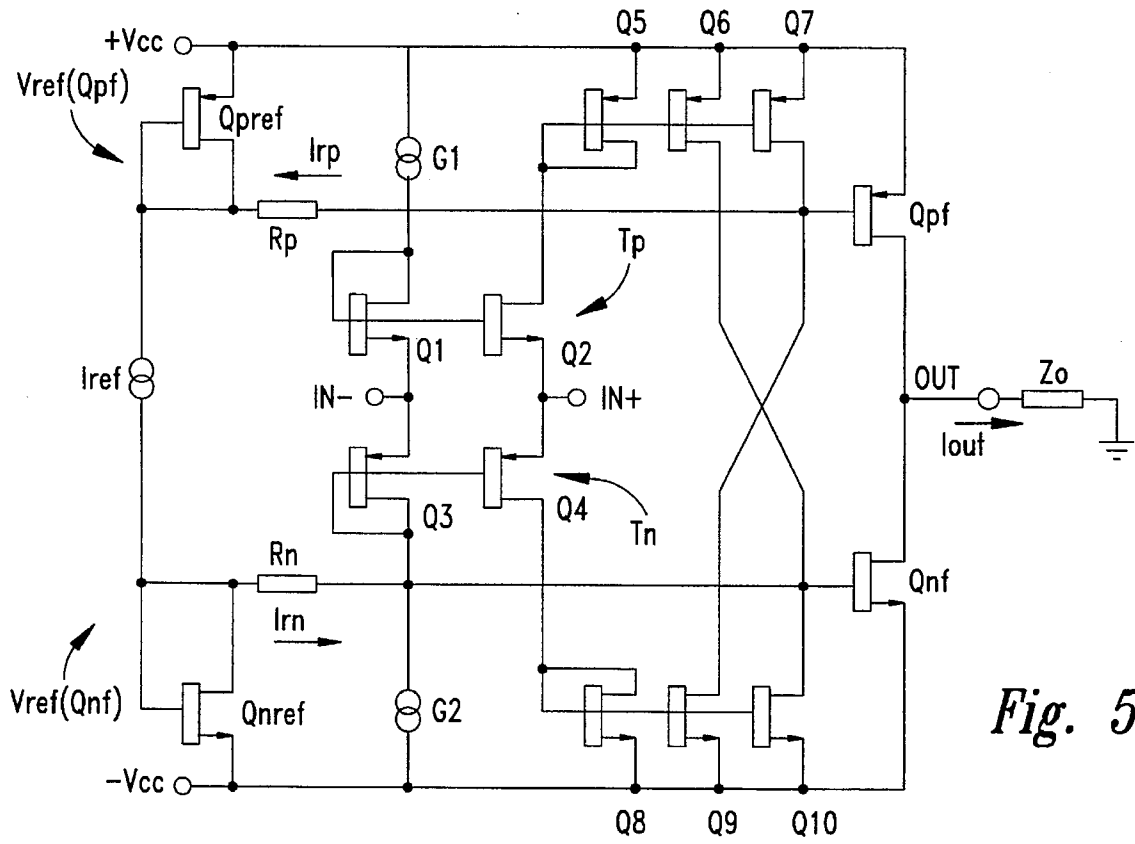 Q5 Q6 Q7
+Vcc
Vref(Qpf)
Qpref
G1
Irp
Rp
Qpf
Tp
Q1 Q2
Iref
IN- IN+
OUT Zo
Iout
Q3 Q4
Tn
Rn
Qnf
Irn
Vref(Qnf)
Qnref
G2
Fig. 5
-Vcc
Q8 Q9 Q10